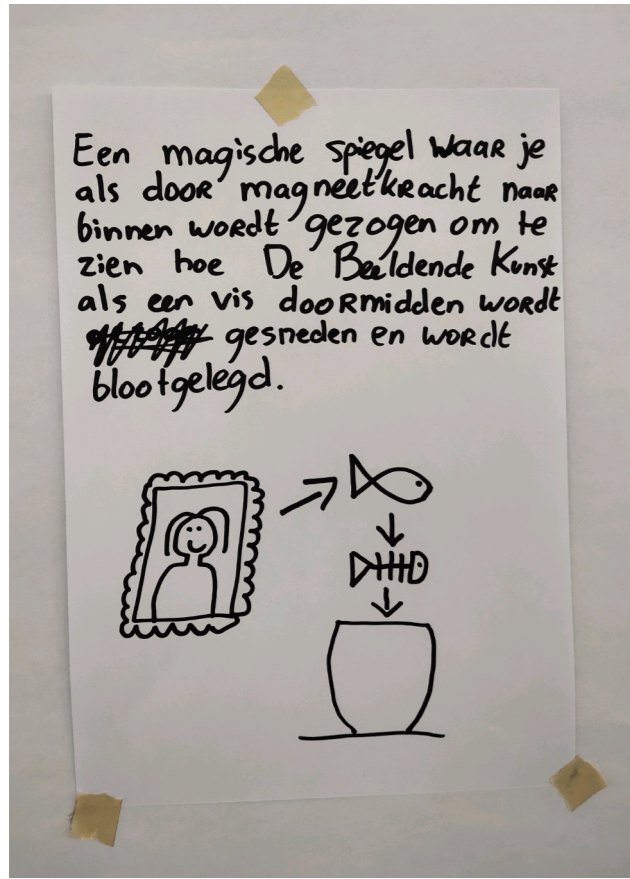 Een magische spiegel waar je
als door magneetkracht naar
binnen wordt gezogen om te
zien hoe De Beeldende Kunst
als een vis doormidden wordt
gesneden en wordt
blootgelegd.